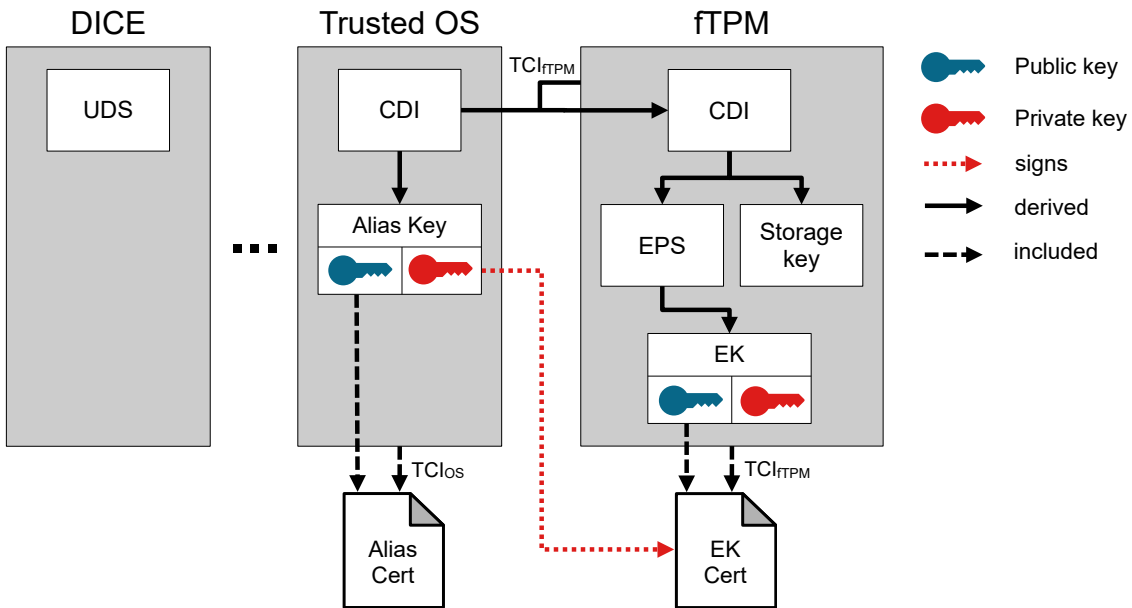 DICE
Trusted OS
fTPM
UDS
CDI
TCIfTPM
CDI
Public key
Private key
signs
derived
included
Alias Key
EPS
Storage
key
EK
TCIOS
TCIfTPM
Alias
Cert
EK
Cert